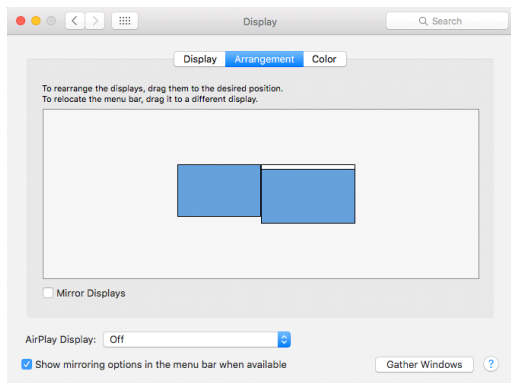 Display
Search
Display Arrangement Color
To rearrange the displays, drag them to the desired position.
To relocate the menu bar, drag it to a different display.
Mirror Displays
AirPlay Display: Off
Show mirroring options in the menu bar when available
Gather Windows ?